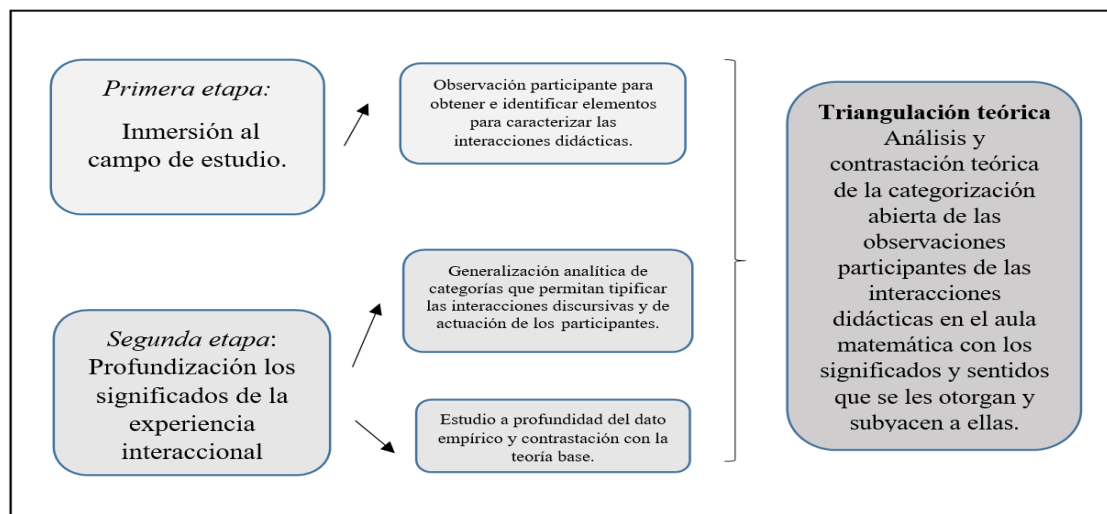 Primera etapa:
Inmersión al
campo de estudio.
Observación participante para
obtener e identificar elementos
para caracterizar las
interacciones didácticas.
Segunda etapa:
Profundización los
significados de la
experiencia
interaccional
Generalización analítica de
categorías que permitan tipificar
las interacciones discursivas y de
actuación de los participantes.
Estudio a profundidad del dato
empírico y contrastación con la
teoría base.
Triangulación teórica
Análisis y
contrastación teórica
de la categorización
abierta de las
observaciones
participantes de las
interacciones
didácticas en el aula
matemática con los
significados y sentidos
que se les otorgan y
subyacen a ellas.